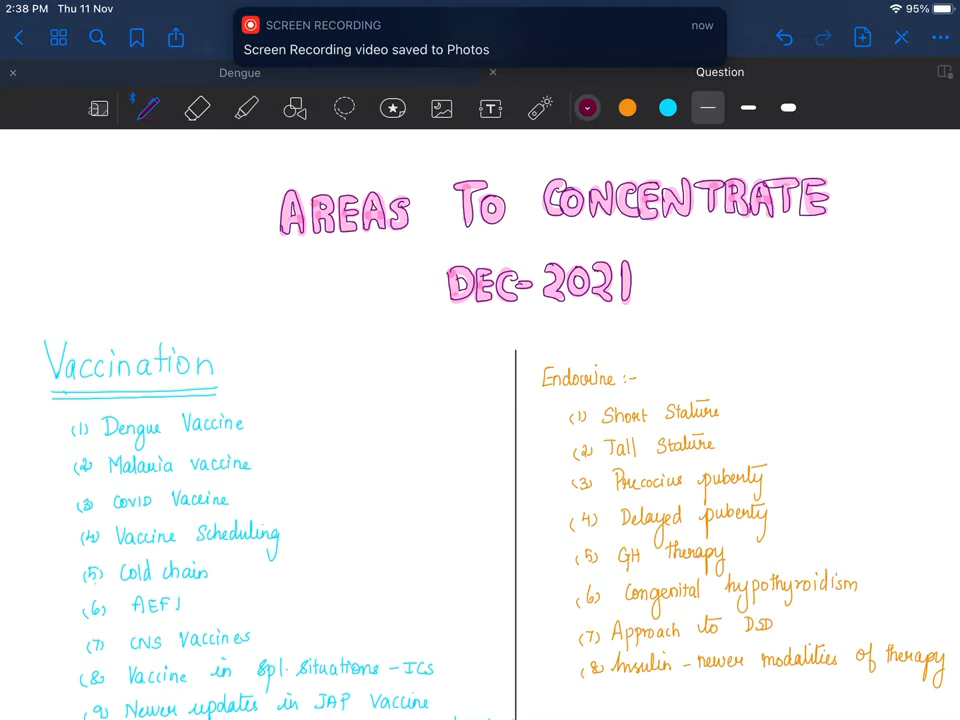 2:38 PM Thu 11 Nov
95%
SCREEN RECORDING
now
Screen Recording video saved to Photos
Dengue
Question
AREAS TO CONCENTRATE
DEC-2021
Vaccination
(1) Dengue Vaccine
(2) Malaria vaccine
(3) COVID Vaccine
(4) Vaccine Scheduling
(5) Cold chain
(6) AEFI
(7) CNS Vaccines
(8) Vaccine in Spl. Situations - ICs
(9) Newer updates in IAP Vaccine
Endocrine :-
(1) Short Stature
(2) Tall Stature
(3) Precocius puberty
(4) Delayed puberty
(5) GH therapy
(6) Congenital hypothyroidism
(7) Approach to DSD
(8) Insulin - newer modalities of therapy